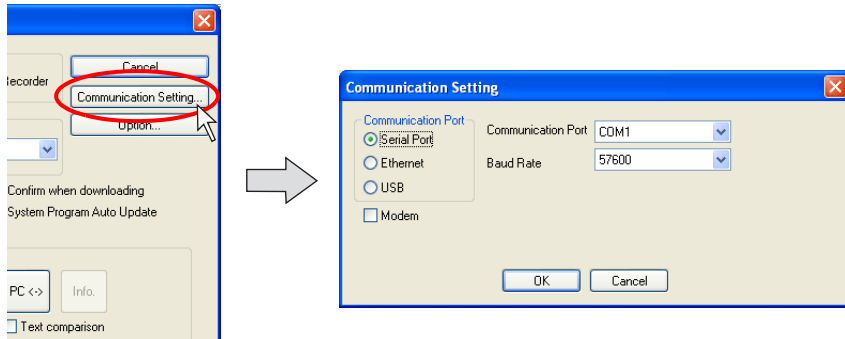 Cancel
Recorder
Communication Setting...
Option...
Confirm when downloading
System Program Auto Update
PC <->
Info.
Text comparison
Communication Setting
Communication Port
Serial Port
Communication Port
COM1
Ethernet
Baud Rate
57600
USB
Modem
OK
Cancel